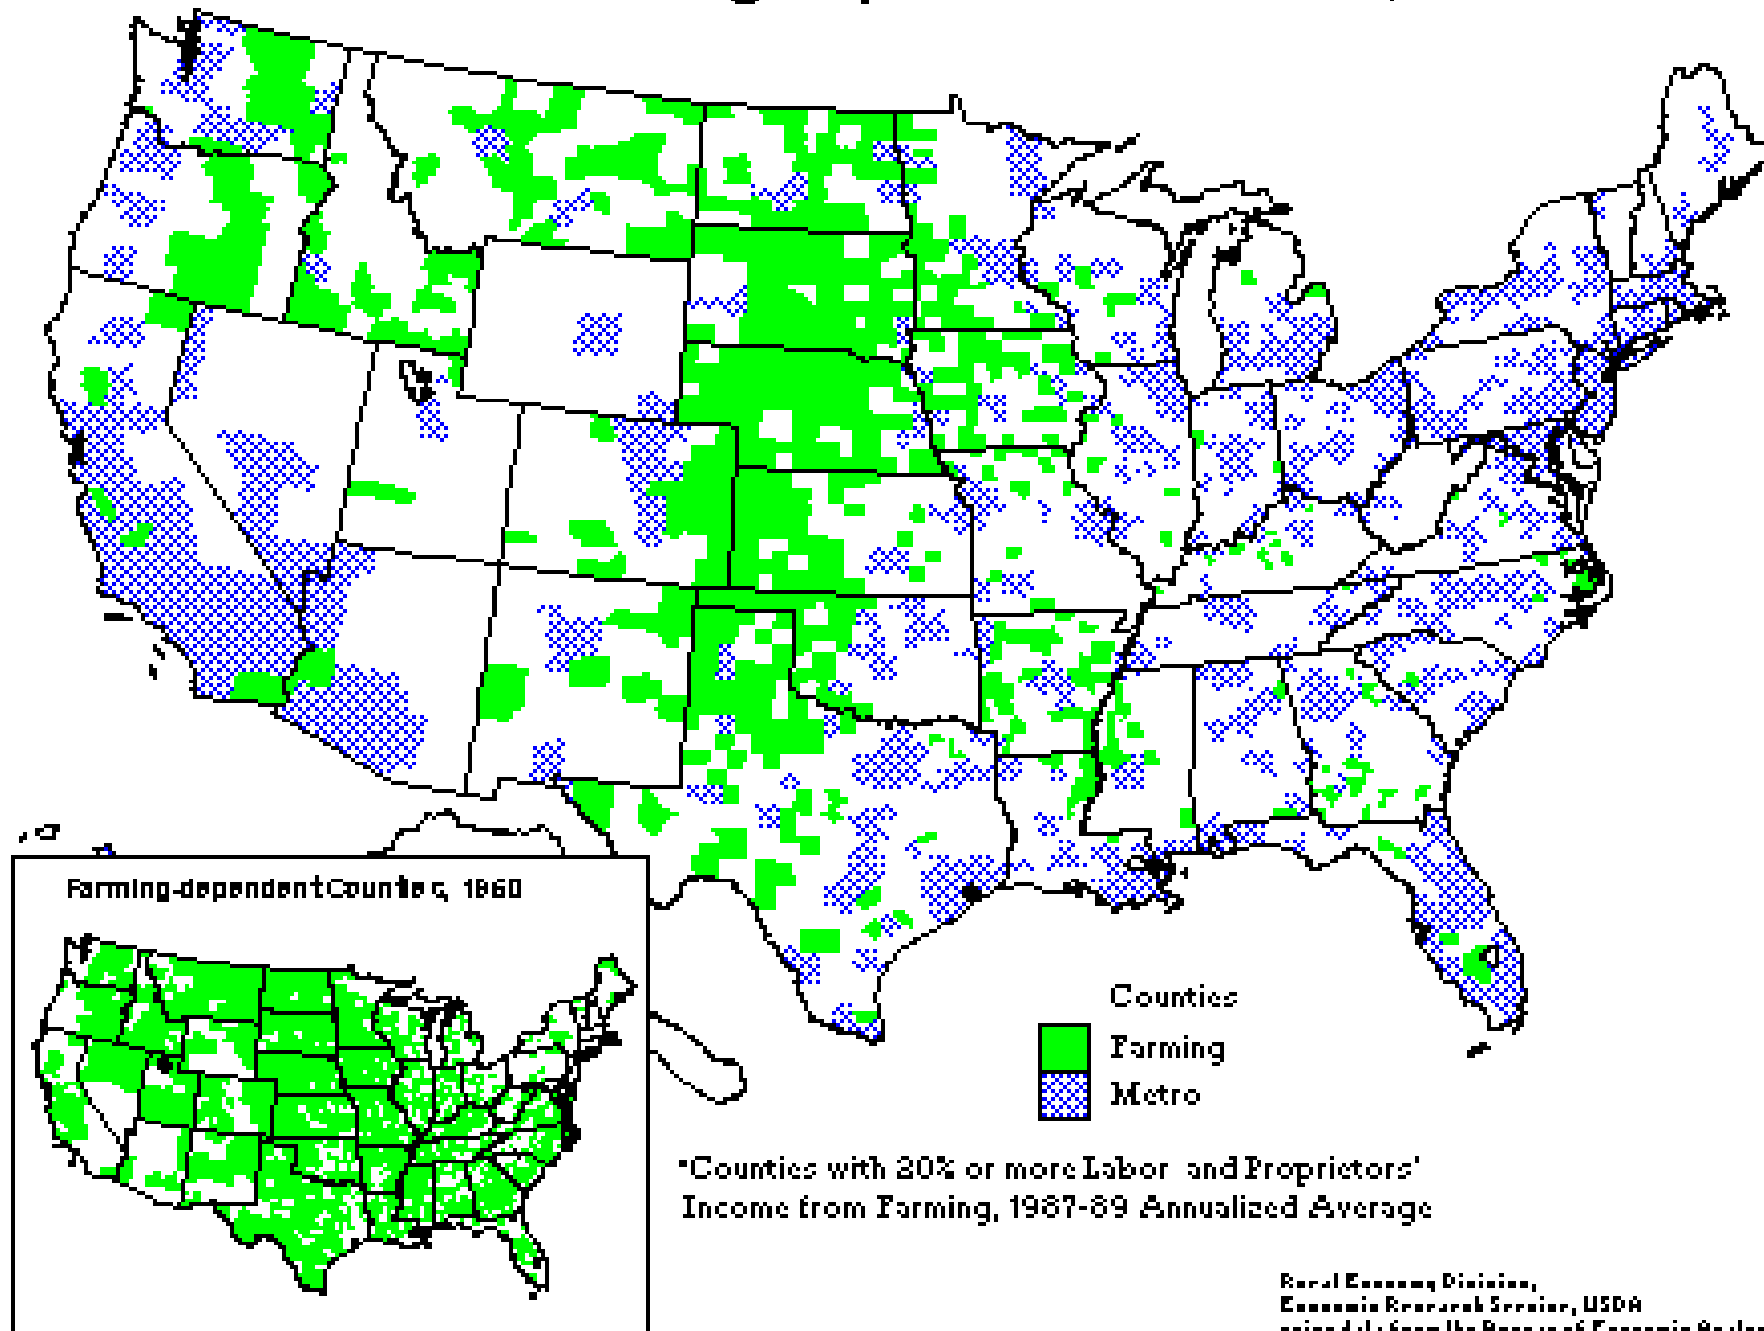 Farming-dependent Counties, 1960
Counties
Farming
Metro
*Counties with 20% or more Labor and Proprietors'
Income from Farming, 1987-89 Annualized Average
Rural Economy Division,
Economic Research Service, USDA